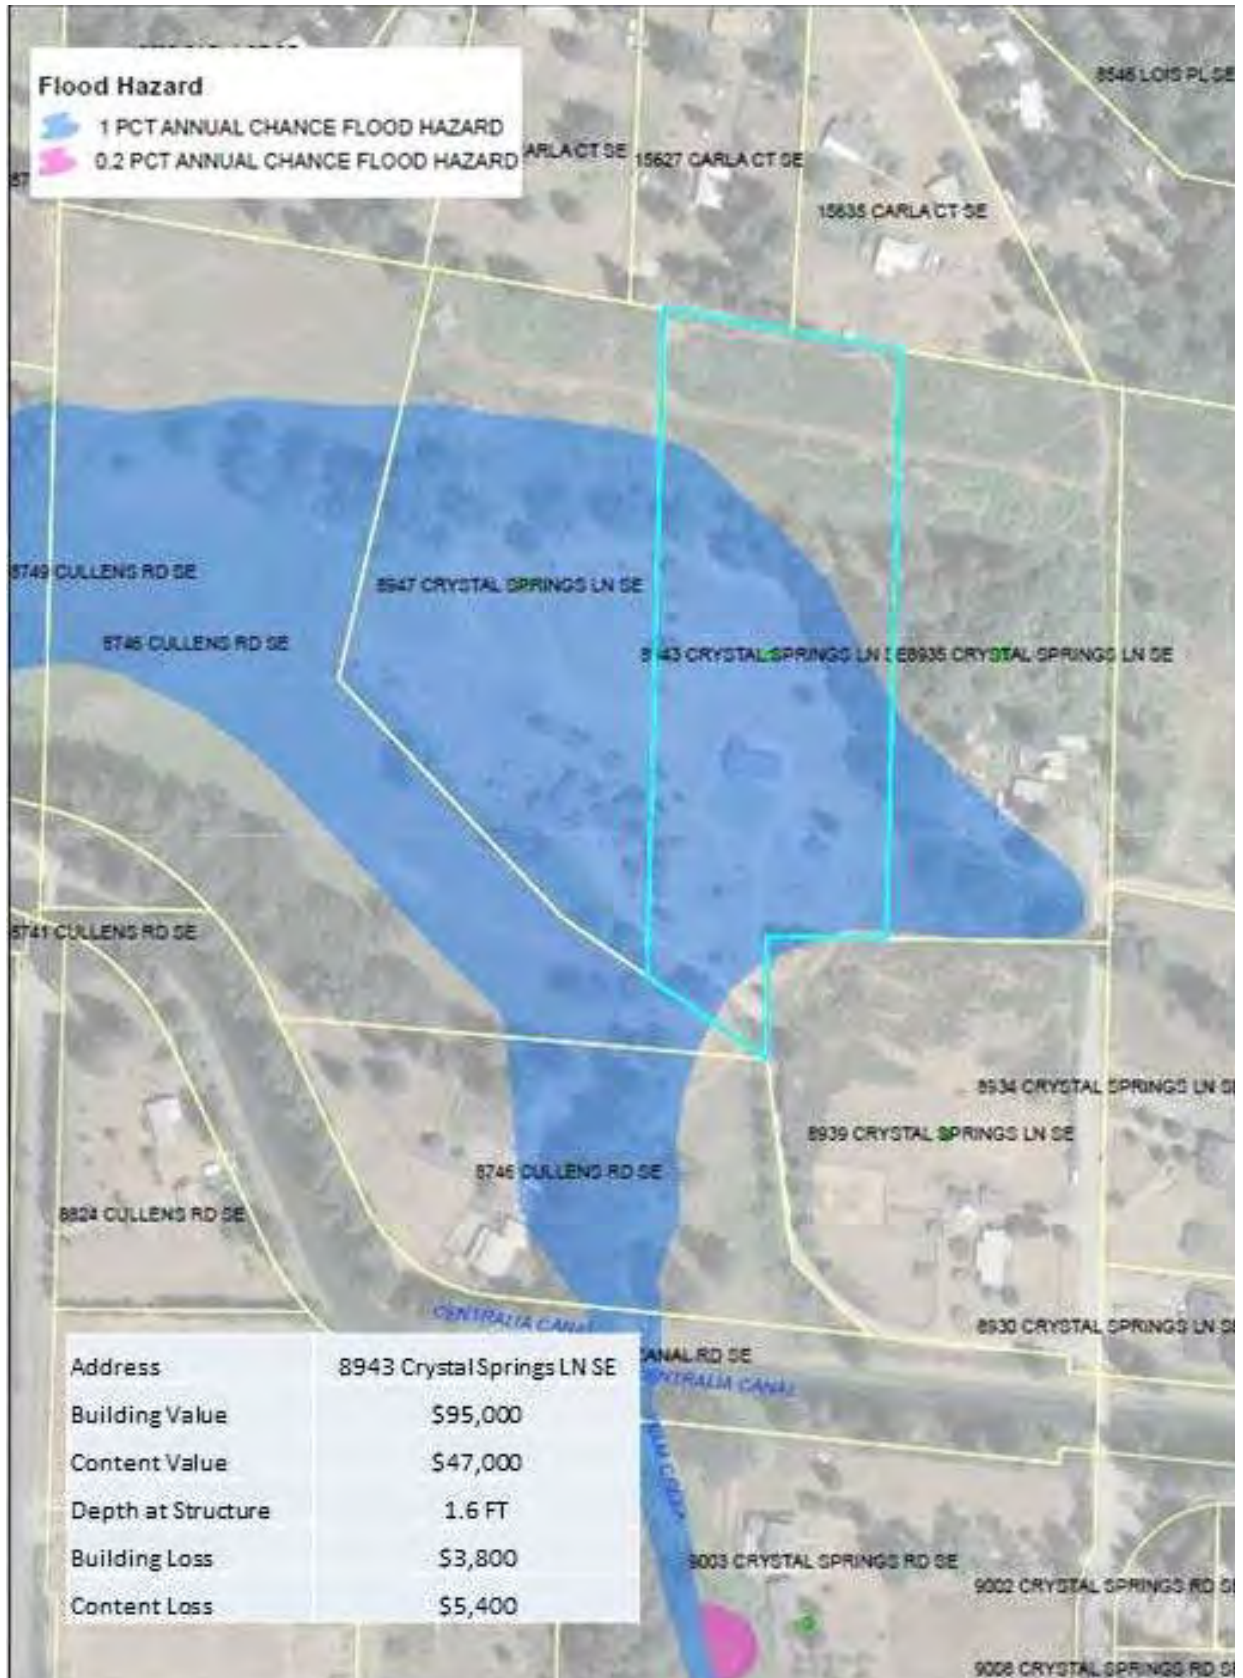 Flood Hazard
1 PCT ANNUAL CHANCE FLOOD HAZARD
0.2 PCT ANNUAL CHANCE FLOOD HAZARD
8546 LOIS PL SE
CARLA CT SE
15627 CARLA CT SE
15635 CARLA CT SE
8749 CULLENS RD SE
8947 CRYSTAL SPRINGS LN SE
8746 CULLENS RD SE
8943 CRYSTAL SPRINGS LN SE
8935 CRYSTAL SPRINGS LN SE
8741 CULLENS RD SE
8934 CRYSTAL SPRINGS LN SE
8939 CRYSTAL SPRINGS LN SE
8746 CULLENS RD SE
8824 CULLENS RD SE
CENTRALIA CANAL
8930 CRYSTAL SPRINGS LN SE
CANAL RD SE
CENTRALIA CANAL
Address 8943 Crystal Springs LN SE
Building Value $95,000
Content Value $47,000
Depth at Structure 1.6 FT
Building Loss $3,800
Content Loss $5,400
9003 CRYSTAL SPRINGS RD SE
9002 CRYSTAL SPRINGS RD SE
9008 CRYSTAL SPRINGS RD SE